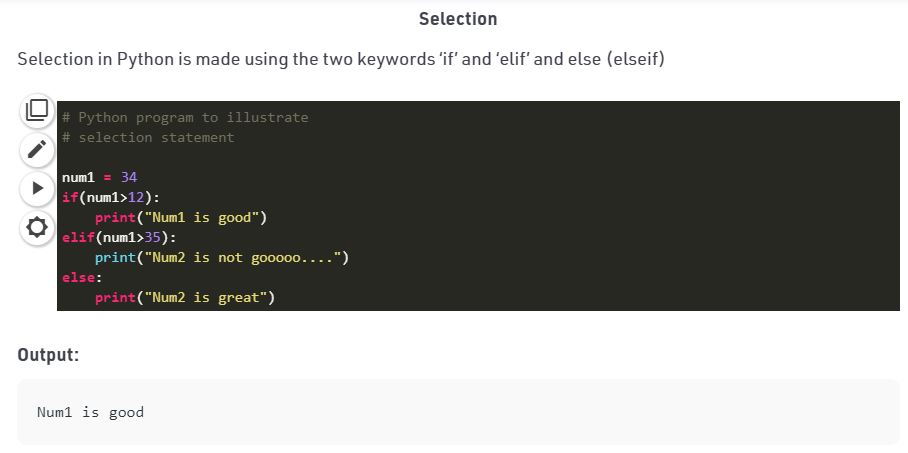 Selection
Selection in Python is made using the two keywords ‘if’ and ‘elif’ and else (elseif)
# Python program to illustrate
# selection statement
num1 = 34
if(num1>12):
    print("Num1 is good")
elif(num1>35):
    print("Num2 is not gooooo....")
else:
    print("Num2 is great")
Output:
Num1 is good